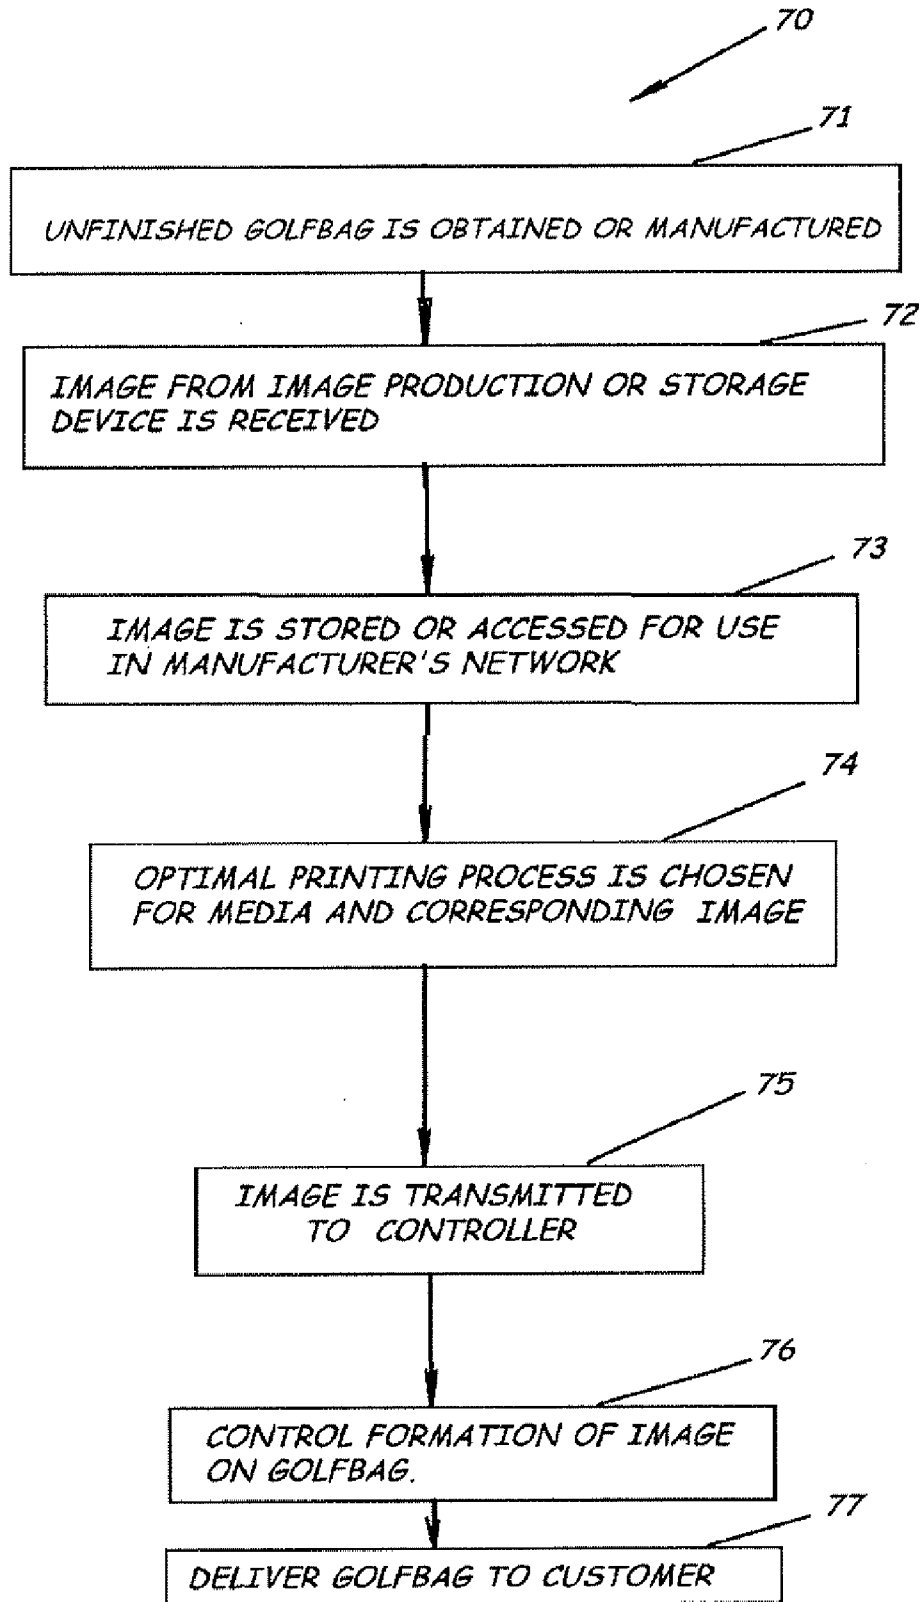 70
71
UNFINISHED GOLFBAG IS OBTAINED OR MANUFACTURED
72
IMAGE FROM IMAGE PRODUCTION OR STORAGE
DEVICE IS RECEIVED
73
IMAGE IS STORED OR ACCESSED FOR USE
IN MANUFACTURER'S NETWORK
74
OPTIMAL PRINTING PROCESS IS CHOSEN
FOR MEDIA AND CORRESPONDING IMAGE
75
IMAGE IS TRANSMITTED
TO CONTROLLER
76
CONTROL FORMATION OF IMAGE
ON GOLFBAG.
77
DELIVER GOLFBAG TO CUSTOMER